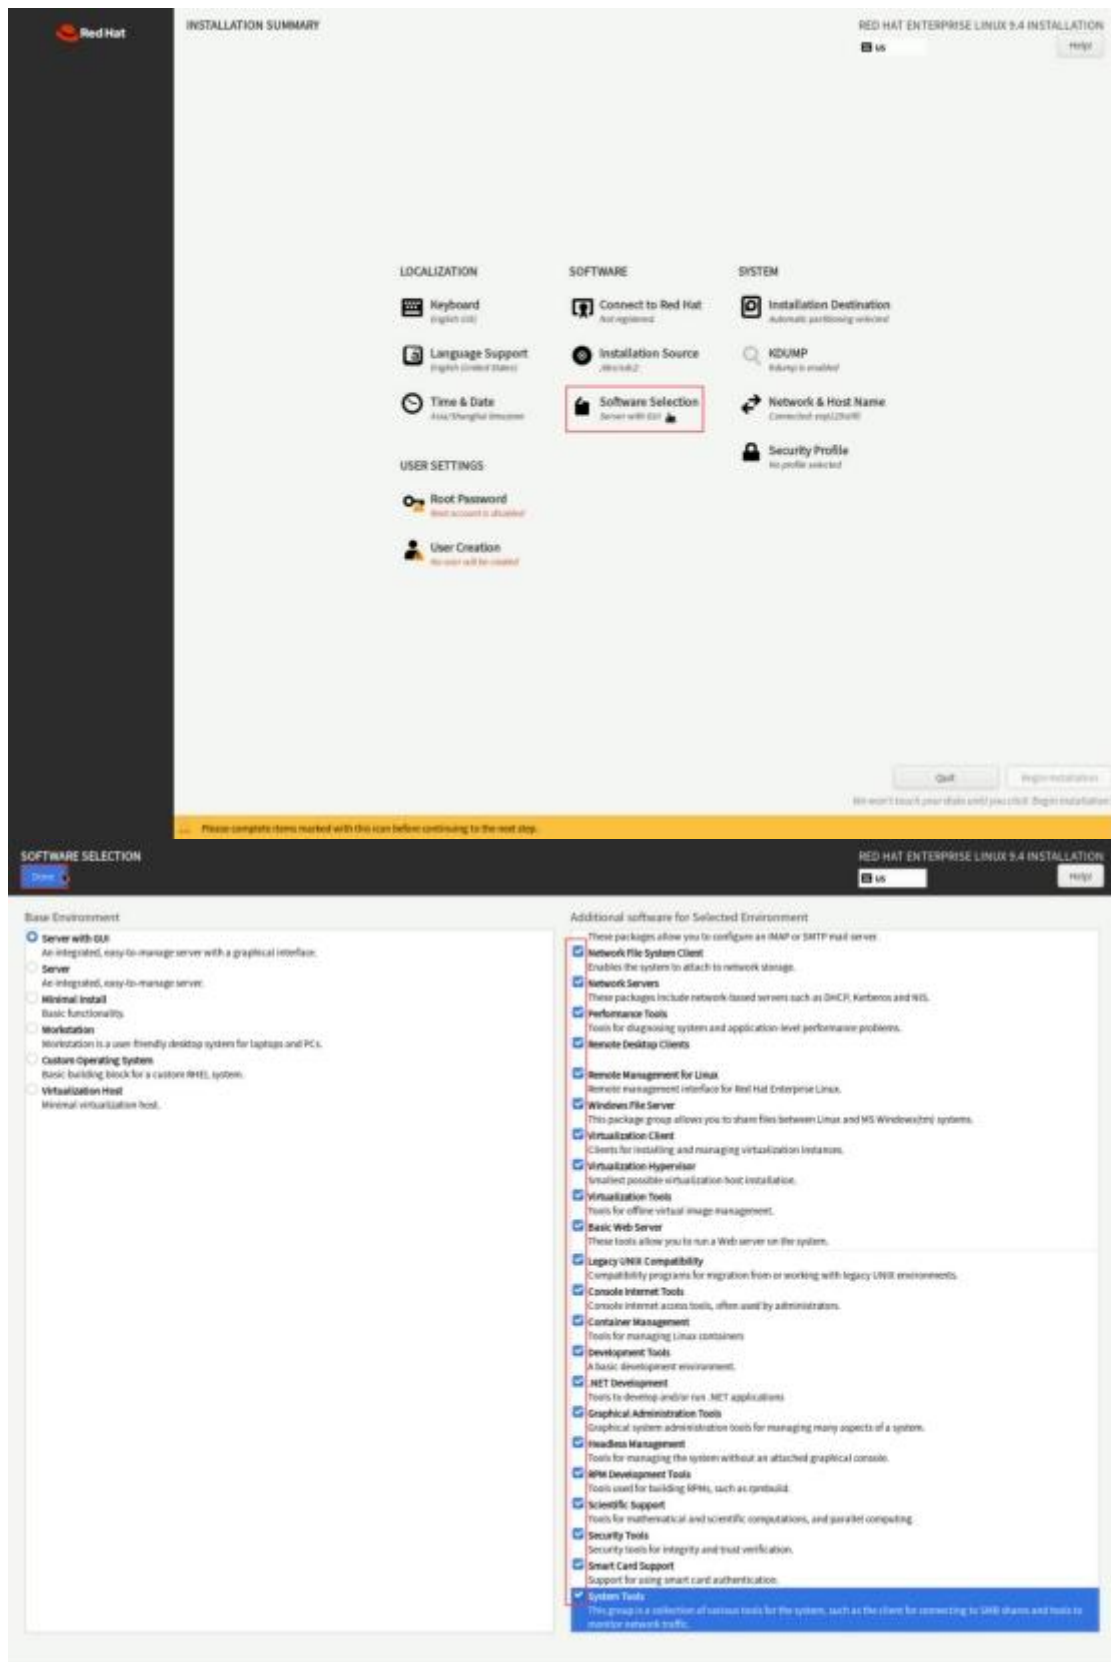 Red Hat
INSTALLATION SUMMARY
RED HAT ENTERPRISE LINUX 9.4 INSTALLATION
us
Help!
LOCALIZATION
SOFTWARE
SYSTEM
Keyboard
English (US)
Connect to Red Hat
Not registered
Installation Destination
Automatic partitioning selected
Language Support
English (United States)
Installation Source
KDUMP
Kdump is enabled
Time & Date
Asia/Shanghai timezone
Software Selection
Server with GUI
Network & Host Name
Connected:
Security Profile
No profile selected
USER SETTINGS
Root Password
Root account is disabled
User Creation
No user will be created
Quit
Begin Installation
We won't touch your disks until you click 'Begin Installation'
Please complete items marked with this icon before continuing to the next step.
SOFTWARE SELECTION
RED HAT ENTERPRISE LINUX 9.4 INSTALLATION
Done
us
Help!
Base Environment
Server with GUI
An integrated, easy-to-manage server with a graphical interface.
Server
An integrated, easy-to-manage server.
Minimal Install
Basic functionality.
Workstation
Workstation is a user friendly desktop system for laptops and PCs.
Custom Operating System
Basic building block for a custom RHEL system.
Virtualization Host
Minimal virtualization host.
Additional software for Selected Environment
These packages allow you to configure an IMAP or SMTP mail server.
Network File System Client
Enables the system to attach to network storage.
Network Servers
These packages include network-based servers such as DHCP, Kerberos and NIS.
Performance Tools
Tools for diagnosing system and application-level performance problems.
Remote Desktop Clients
Remote Management for Linux
Remote management interface for Red Hat Enterprise Linux.
Windows File Server
This package group allows you to share files between Linux and MS Windows(tm) systems.
Virtualization Client
Clients for installing and managing virtualization instances.
Virtualization Hypervisor
Smallest possible virtualization host installation.
Virtualization Tools
Tools for offline virtual image management.
Basic Web Server
These tools allow you to run a Web server on the system.
Legacy UNIX Compatibility
Compatibility programs for migration from or working with legacy UNIX environments.
Console Internet Tools
Console internet access tools, often used by administrators.
Container Management
Tools for managing Linux containers
Development Tools
A basic development environment.
.NET Development
Tools to develop and/or run .NET applications
Graphical Administration Tools
Graphical system administration tools for managing many aspects of a system.
Headless Management
Tools for managing the system without an attached graphical console.
RPM Development Tools
Tools used for building RPMs, such as rpmbuild.
Scientific Support
Tools for mathematical and scientific computations, and parallel computing.
Security Tools
Security tools for integrity and trust verification.
Smart Card Support
Support for using smart card authentication.
System Tools
This group is a collection of various tools for the system, such as the client for connecting to SMB shares and tools to
monitor network traffic.